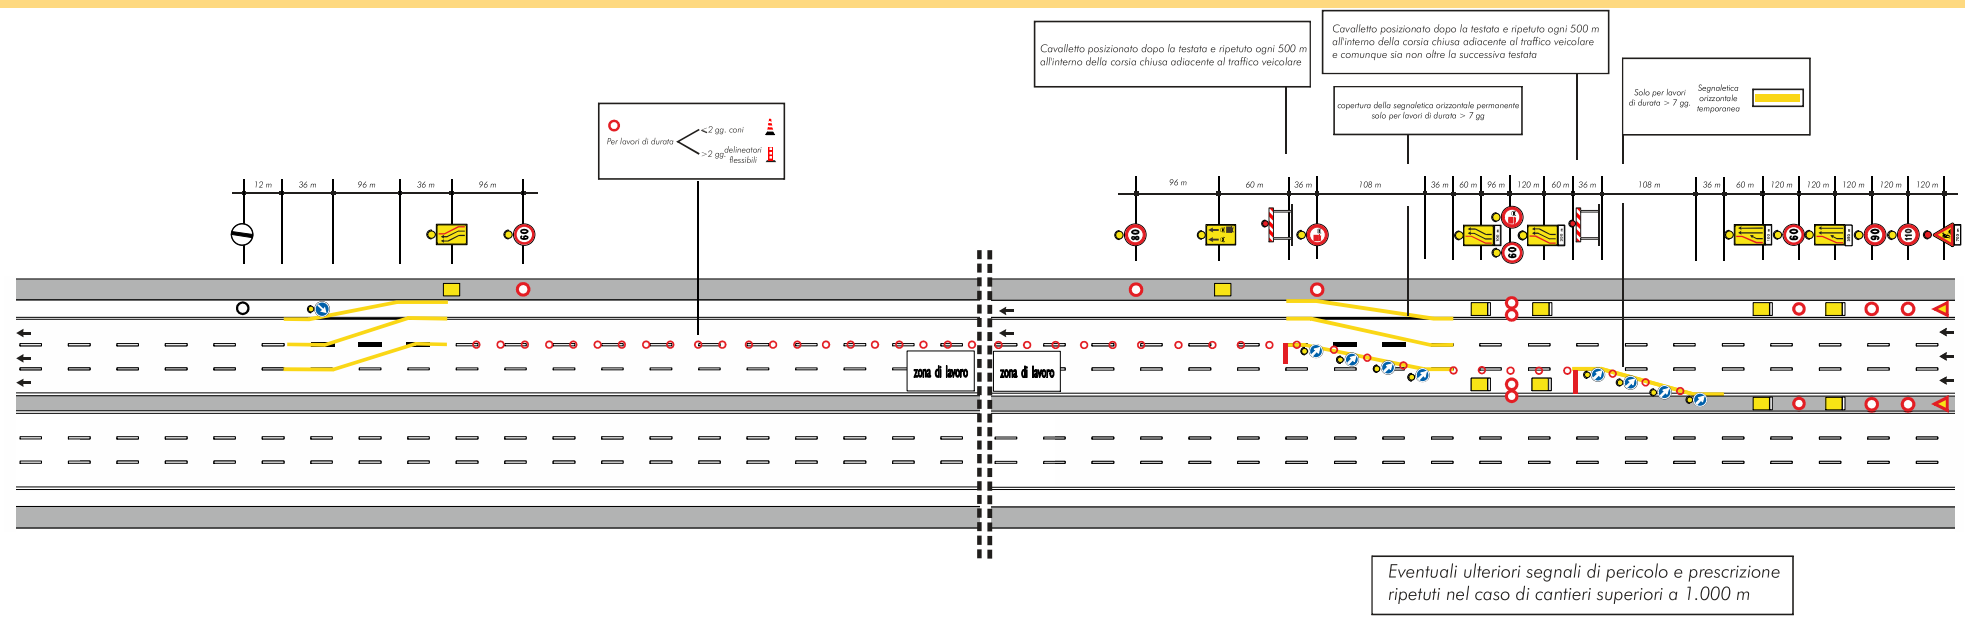 Cavalletto posizionato dopo la testata e ripetuto ogni 500 m
all'interno della corsia chiusa adiacente al traffico veicolare
Cavalletto posizionato dopo la testata e ripetuto ogni 500 m
all'interno della corsia chiusa adiacente al traffico veicolare
e comunque sia non oltre la successiva testata
copertura della segnaletica orizzontale permanente
solo per lavori di durata > 7 gg
Solo per lavori
di durata > 7 gg.
Segnaletica
orizzontale
temporanea
Per lavori di durata
<2 gg. coni
>2 gg. delineatori
flessibili
12 m 36 m 96 m 36 m 96 m
96 m 60 m 36 m 108 m 36 m 60 m 96 m 120 m 60 m 36 m 108 m 36 m 60 m 120 m 120 m 120 m 120 m 120 m
60
80
60
60
90
110
zona di lavoro
zona di lavoro
Eventuali ulteriori segnali di pericolo e prescrizione
ripetuti nel caso di cantieri superiori a 1.000 m